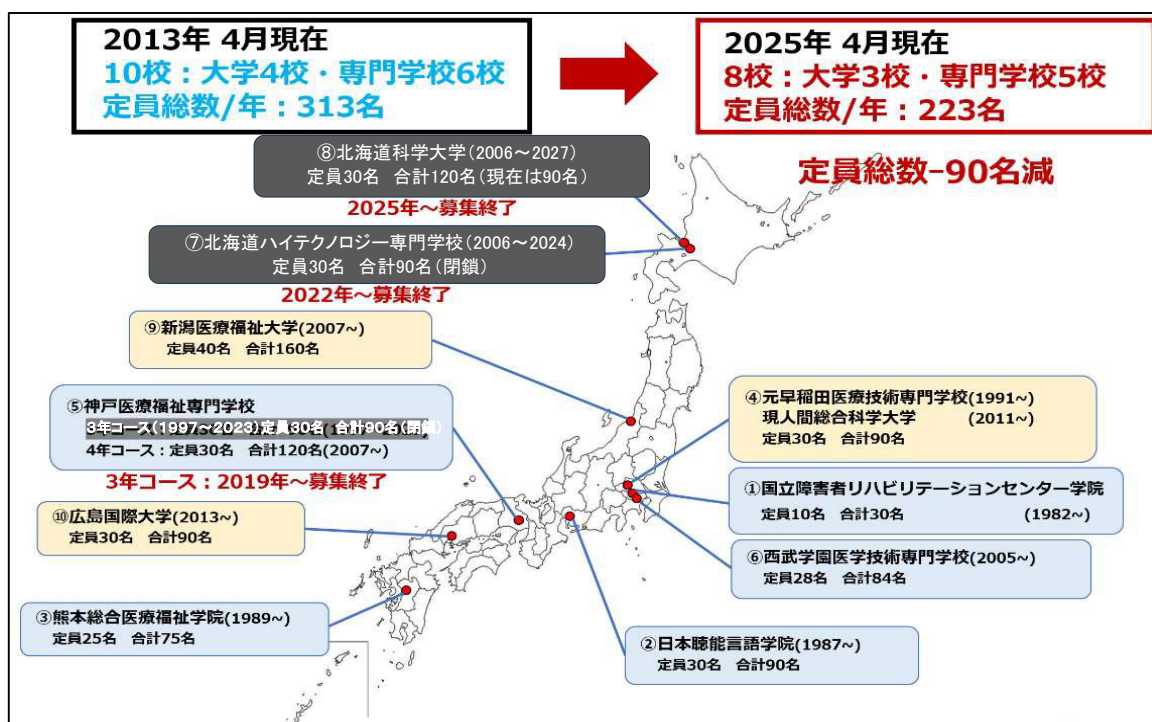 2013年 4月現在
10校：大学4校・専門学校6校
定員総数/年：313名
2025年 4月現在
8校：大学3校・専門学校5校
定員総数/年：223名
定員総数−90名減
⑧北海道科学大学（2006～2027）
定員30名　合計120名（現在は90名）
2025年～募集終了
⑦北海道ハイテクノロジー専門学校（2006～2024）
定員30名　合計90名（閉鎖）
2022年～募集終了
⑨新潟医療福祉大学(2007~)
定員40名　合計160名
⑤神戸医療福祉専門学校
3年コース(1997～2023)定員30名　合計90名(閉鎖)
4年コース：定員30名　合計120名(2007~)
3年コース：2019年～募集終了
⑩広島国際大学(2013~)
定員30名　合計90名
③熊本総合医療福祉学院(1989~)
定員25名　合計75名
④元早稲田医療技術専門学校(1991~)
現人間総合科学大学　(2011~)
定員30名　合計90名
①国立障害者リハビリテーションセンター学院
定員10名　合計30名　(1982~)
⑥西武学園医学技術専門学校(2005~)
定員28名　合計84名
②日本聴能言語学院(1987~)
定員30名　合計90名